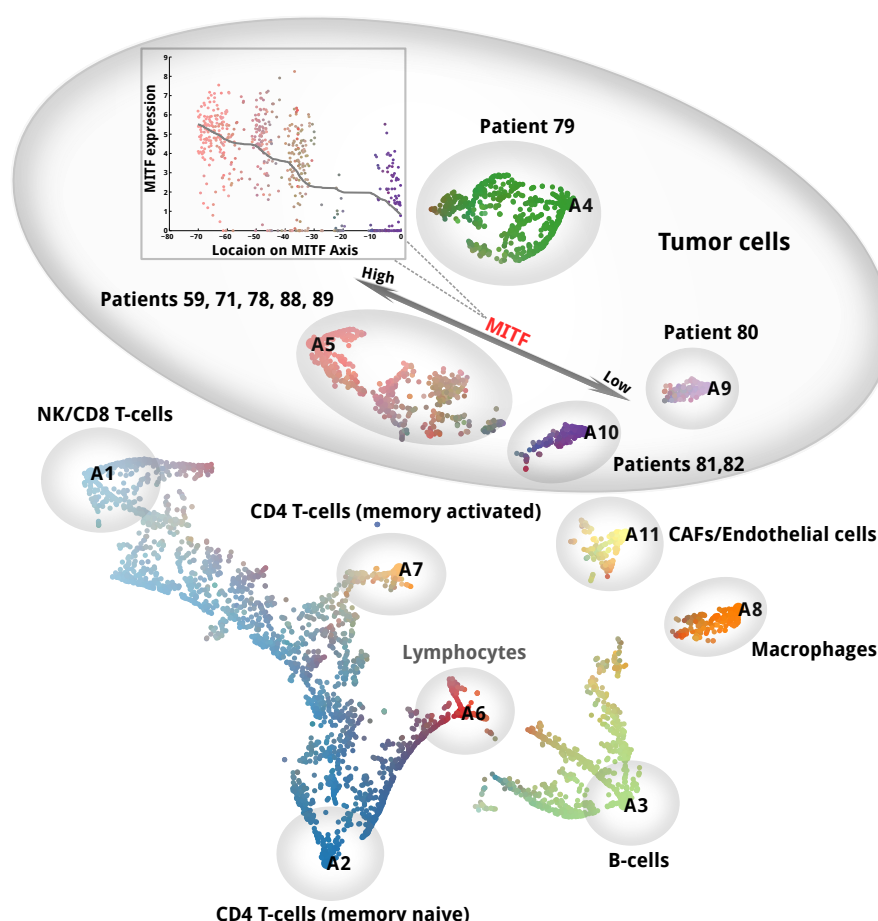 9
8
7
6
5
4
3
2
1
0
MITF expression
−80 −70 −60 −50 −40 −30 −20 −10 0
Locaion on MITF Axis
Patient 79
A4
Tumor cells
High
MITF
Low
Patients 59, 71, 78, 88, 89
A5
Patient 80
A9
A10
Patients 81,82
NK/CD8 T-cells
A1
CD4 T-cells (memory activated)
A7
A11 CAFs/Endothelial cells
A8
Macrophages
Lymphocytes
A6
A3
B-cells
A2
CD4 T-cells (memory naive)